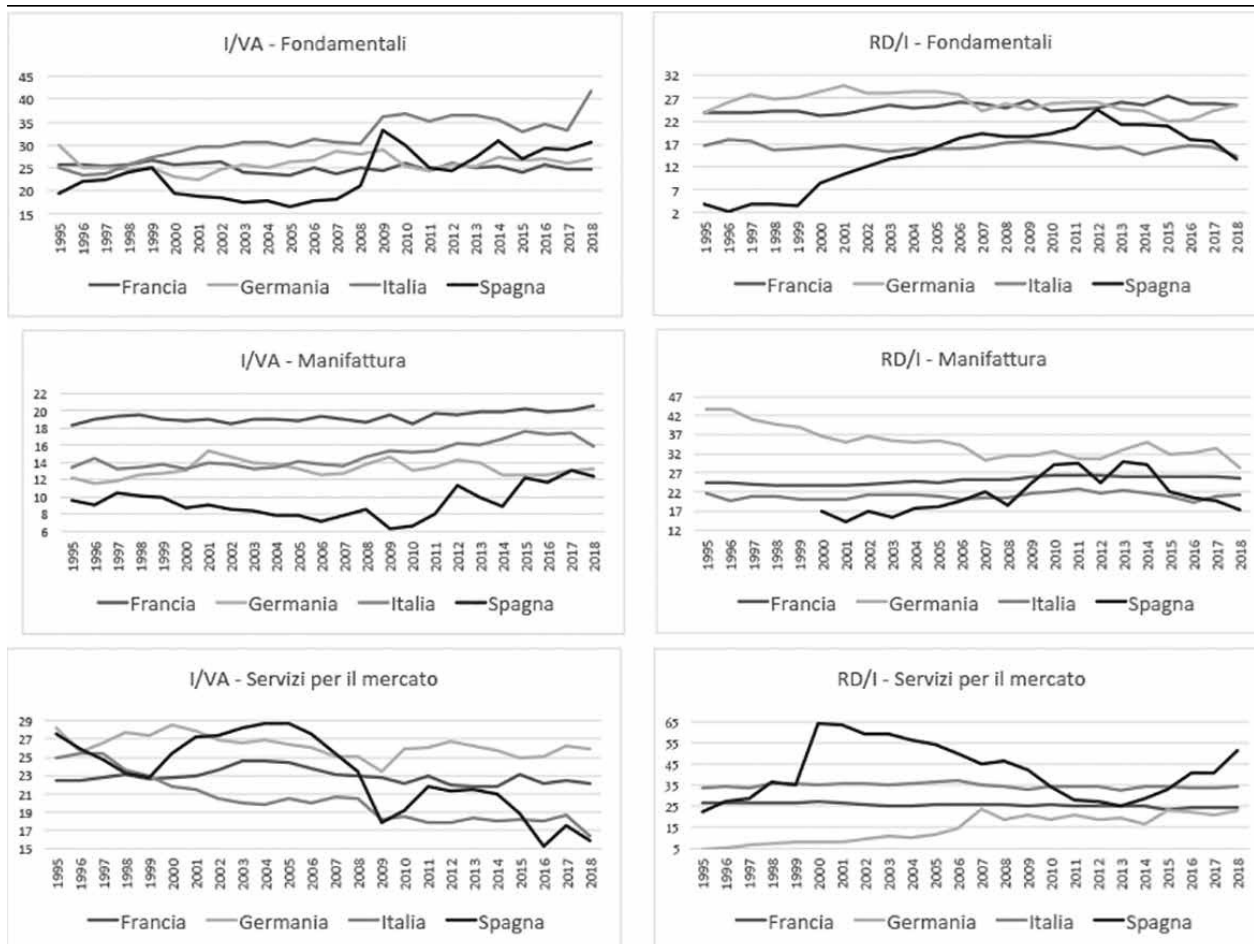 I/VA - Fondamentali
45
40
35
30
25
20
15
1995 1996 1997 1998 1999 2000 2001 2002 2003 2004 2005 2006 2007 2008 2009 2010 2011 2012 2013 2014 2015 2016 2017 2018
Francia Germania Italia Spagna
RD/I - Fondamentali
32
27
22
17
12
7
2
1995 1996 1997 1998 1999 2000 2001 2002 2003 2004 2005 2006 2007 2008 2009 2010 2011 2012 2013 2014 2015 2016 2017 2018
Francia Germania Italia Spagna
I/VA - Manifattura
22
20
18
16
14
12
10
8
6
1995 1996 1997 1998 1999 2000 2001 2002 2003 2004 2005 2006 2007 2008 2009 2010 2011 2012 2013 2014 2015 2016 2017 2018
Francia Germania Italia Spagna
RD/I - Manifattura
47
42
37
32
27
22
17
12
1995 1996 1997 1998 1999 2000 2001 2002 2003 2004 2005 2006 2007 2008 2009 2010 2011 2012 2013 2014 2015 2016 2017 2018
Francia Germania Italia Spagna
I/VA - Servizi per il mercato
29
27
25
23
21
19
17
15
1995 1996 1997 1998 1999 2000 2001 2002 2003 2004 2005 2006 2007 2008 2009 2010 2011 2012 2013 2014 2015 2016 2017 2018
Francia Germania Italia Spagna
RD/I - Servizi per il mercato
65
55
45
35
25
15
5
1995 1996 1997 1998 1999 2000 2001 2002 2003 2004 2005 2006 2007 2008 2009 2010 2011 2012 2013 2014 2015 2016 2017 2018
Francia Germania Italia Spagna